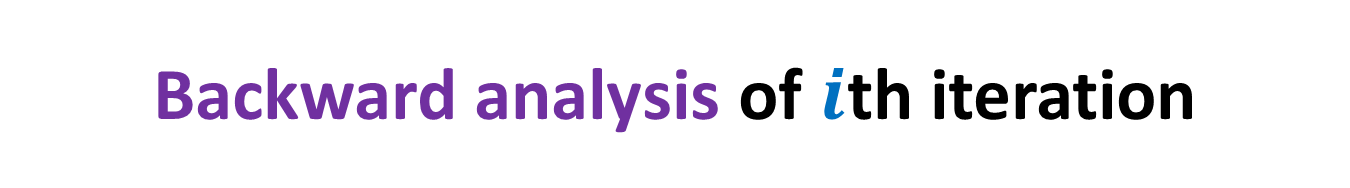 Backward analysis of 𝒊th iteration